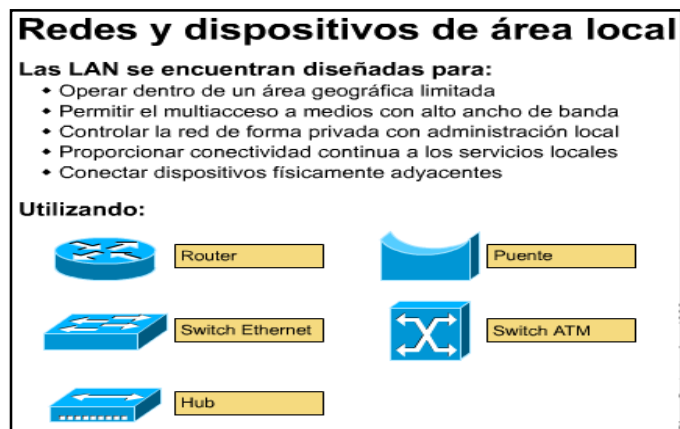 Redes y dispositivos de área local
Las LAN se encuentran diseñadas para:
• Operar dentro de un área geográfica limitada
• Permitir el multiacceso a medios con alto ancho de banda
• Controlar la red de forma privada con administración local
• Proporcionar conectividad continua a los servicios locales
• Conectar dispositivos físicamente adyacentes
Utilizando:
Router
Puente
Switch Ethernet
Switch ATM
Hub